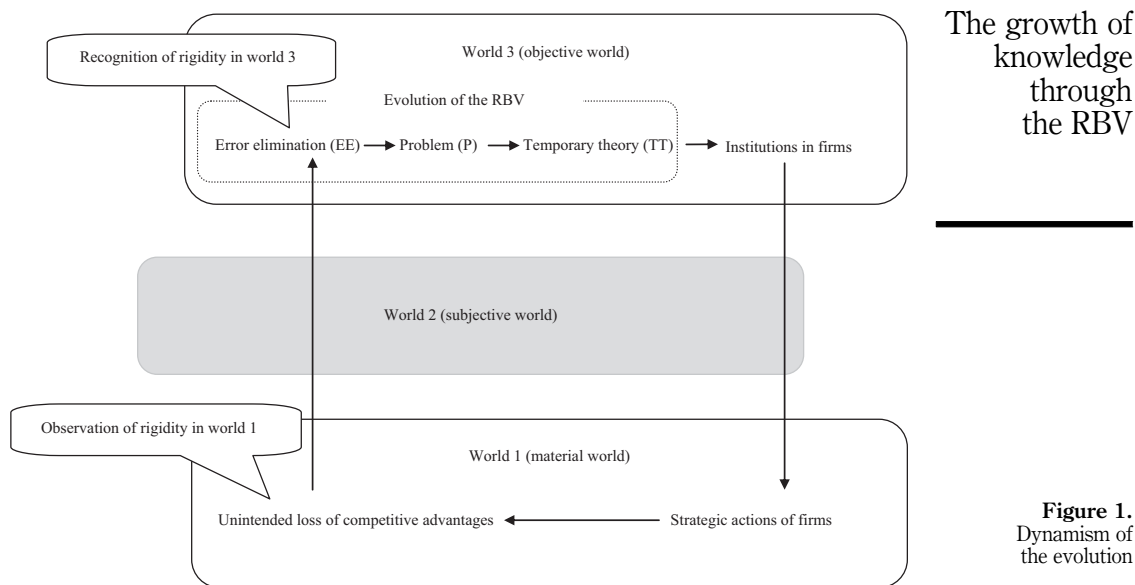 The growth of
knowledge
through
the RBV
Recognition of rigidity in world 3
World 3 (objective world)
Evolution of the RBV
Error elimination (EE)
Problem (P)
Temporary theory (TT)
Institutions in firms
World 2 (subjective world)
Observation of rigidity in world 1
World 1 (material world)
Unintended loss of competitive advantages
Strategic actions of firms
Figure 1.
Dynamism of
the evolution